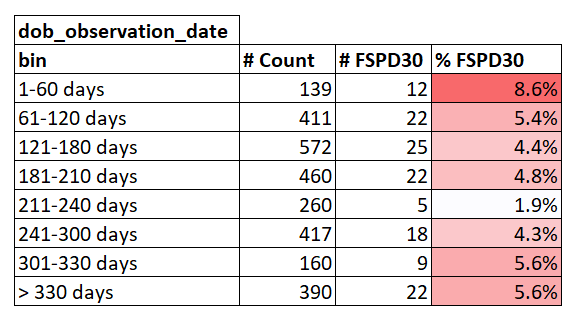 dob_observation_date
bin # Count # FSPD30 % FSPD30
1-60 days 139 12 8.6%
61-120 days 411 22 5.4%
121-180 days 572 25 4.4%
181-210 days 460 22 4.8%
211-240 days 260 5 1.9%
241-300 days 417 18 4.3%
301-330 days 160 9 5.6%
> 330 days 390 22 5.6%